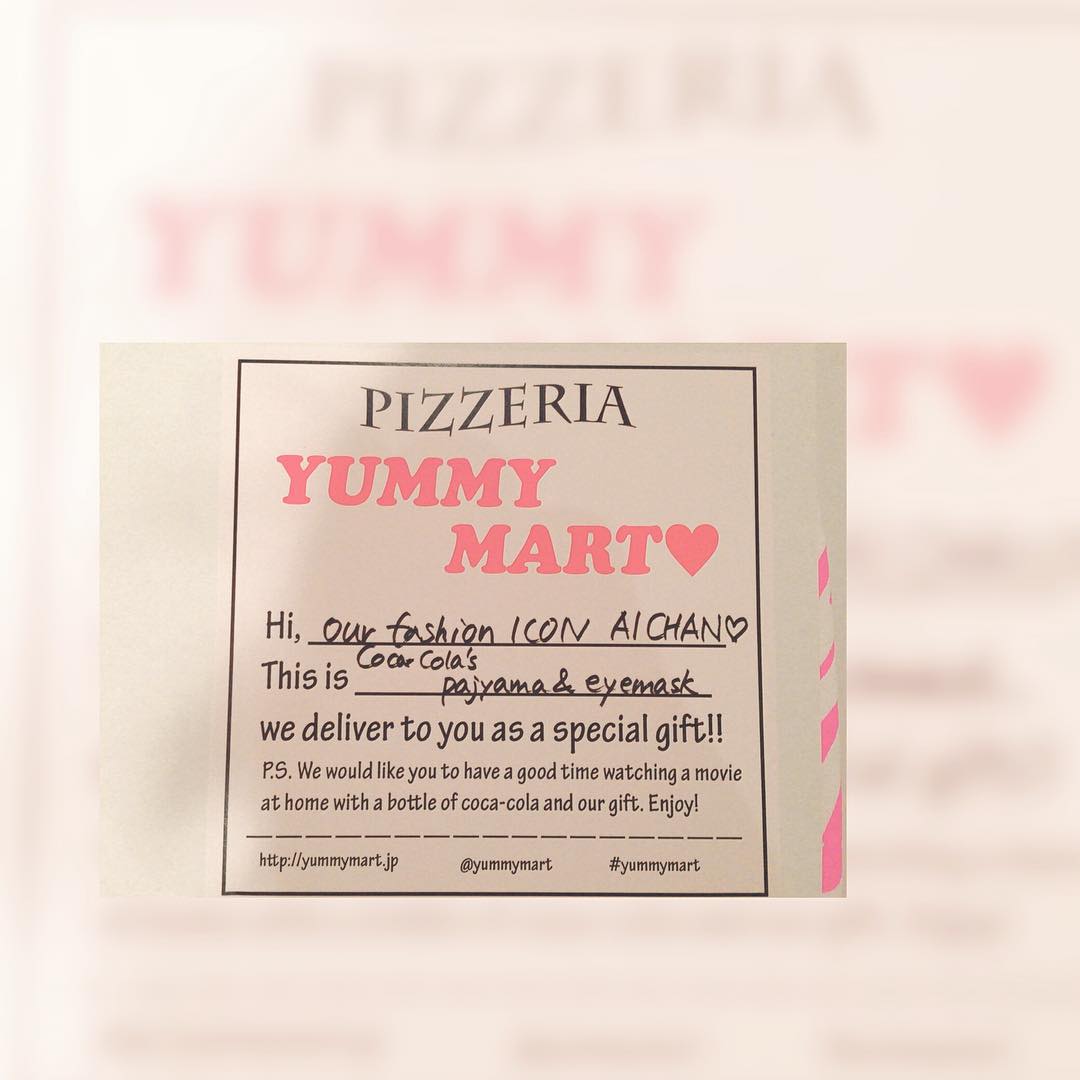 PIZZERIA
YUMMY
MART♥
Hi, our fashion ICON AI CHAN♡
This is Coca-Cola's
pajyama & eyemask
we deliver to you as a special gift!!
P.S. We would like you to have a good time watching a movie
at home with a bottle of coca-cola and our gift. Enjoy!
http://yummymart.jp @yummymart #yummymart